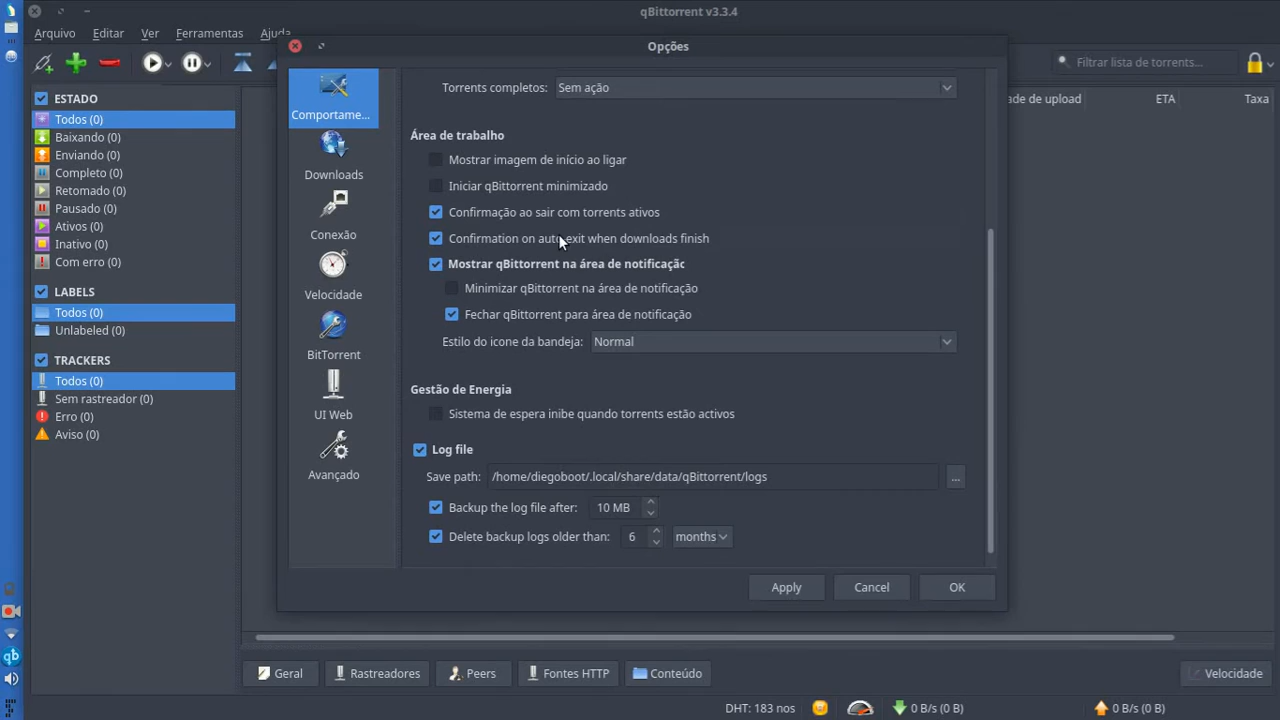 qBittorrent v3.3.4
Arquivo Editar Ver Ferramentas Ajuda
Opções
Filtrar lista de torrents...
ESTADO
Todos (0)
Baixando (0)
Enviando (0)
Completo (0)
Retomado (0)
Pausado (0)
Ativos (0)
Inativo (0)
Com erro (0)
LABELS
Todos (0)
Unlabeled (0)
TRACKERS
Todos (0)
Sem rastreador (0)
Erro (0)
Aviso (0)
Comportame...
Downloads
Conexão
Velocidade
BitTorrent
UI Web
Avançado
Torrents completos: Sem ação
Área de trabalho
Mostrar imagem de início ao ligar
Iniciar qBittorrent minimizado
Confirmação ao sair com torrents ativos
Confirmation on auto exit when downloads finish
Mostrar qBittorrent na área de notificaçãc
Minimizar qBittorrent na área de notificação
Fechar qBittorrent para área de notificação
Estilo do icone da bandeja: Normal
Gestão de Energia
Sistema de espera inibe quando torrents estão activos
Log file
Save path: /home/diegoboot/.local/share/data/qBittorrent/logs ...
Backup the log file after: 10 MB
Delete backup logs older than: 6 months
Apply Cancel OK
ade de upload ETA Taxa
Geral Rastreadores Peers Fontes HTTP Conteúdo Velocidade
qb
DHT: 183 nos 0 B/s (0 B) 0 B/s (0 B)